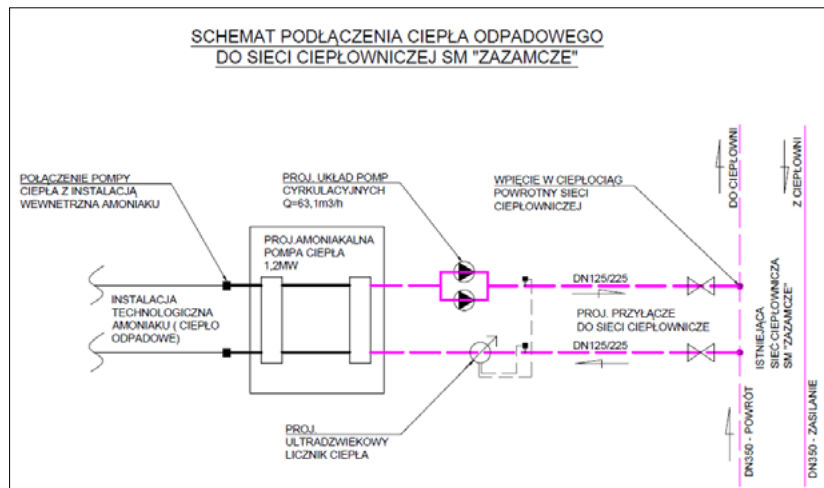 SCHEMAT PODŁĄCZENIA CIEPŁA ODPADOWEGO
DO SIECI CIEPŁOWNICZEJ SM "ZAZAMCZE"
POŁĄCZENIE POMPY
CIEPŁA Z INSTALACJĄ
WEWNETRZNA AMONIAKU
PROJ. UKŁAD POMP
CYRKULACYJNYCH
Q=63,1m3/h
WPIĘCIE W CIEPŁOCIĄG
POWROTNY SIECI
CIEPŁOWNICZEJ
DO CIEPŁOWNI
Z CIEPŁOWNI
PROJ.AMONIAKALNA
POMPA CIEPŁA
1,2MW
INSTALACJA
TECHNOLOGICZNA
AMONIAKU ( CIEPŁO
ODPADOWE)
DN125/225
PROJ. PRZYŁĄCZE
DO SIECI CIEPŁOWNICZE
DN125/225
ISTNIEJĄCA
SIEĆ CIEPŁOWNICZA
SM "ZAZAMCZE"
PROJ.
ULTRADZWIEKOWY
LICZNIK CIEPŁA
DN350 - POWRÓT
DN350 - ZASILANIE